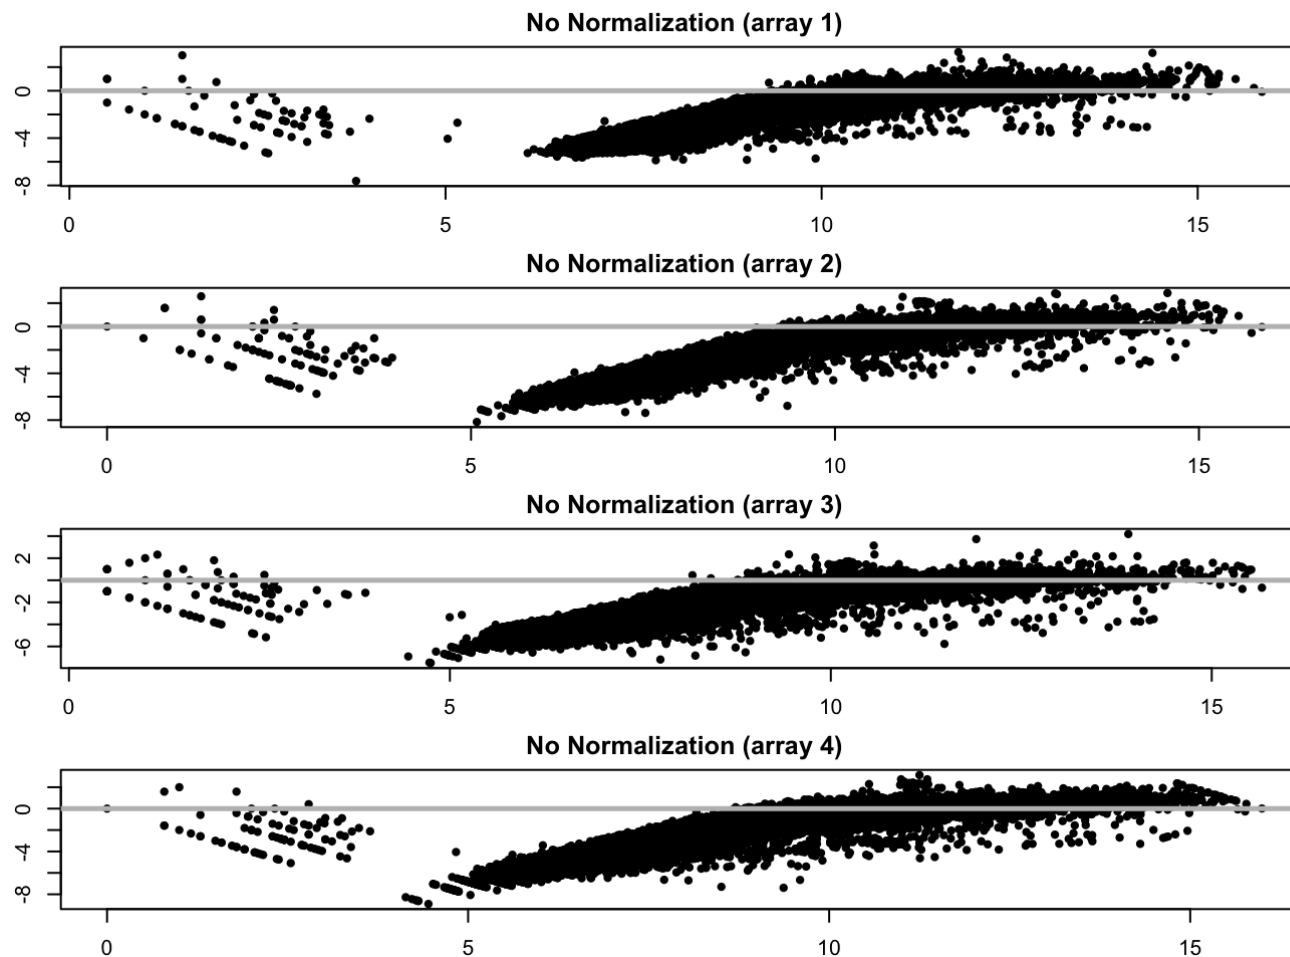 No Normalization (array 1)
0
-4
-8
0 5 10 15
No Normalization (array 2)
0
-4
-8
0 5 10 15
No Normalization (array 3)
2
-2
-6
0 5 10 15
No Normalization (array 4)
0
-4
-8
0 5 10 15